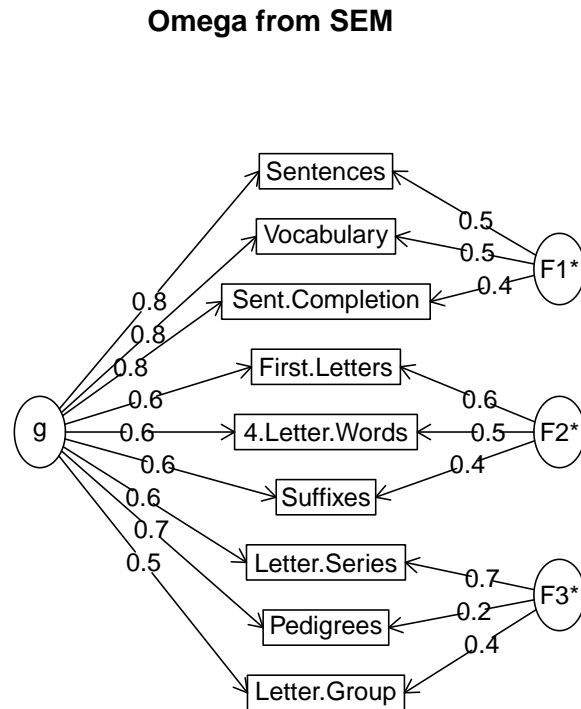 Omega from SEM
Sentences
0.5
Vocabulary
0.5
F1*
Sent.Completion
0.4
0.8
0.8
0.8
First.Letters
0.6
0.6
g
0.6
4.Letter.Words
0.5
F2*
0.6
0.4
Suffixes
0.6
0.7
0.5
Letter.Series
0.7
F3*
Pedigrees
0.2
0.4
Letter.Group